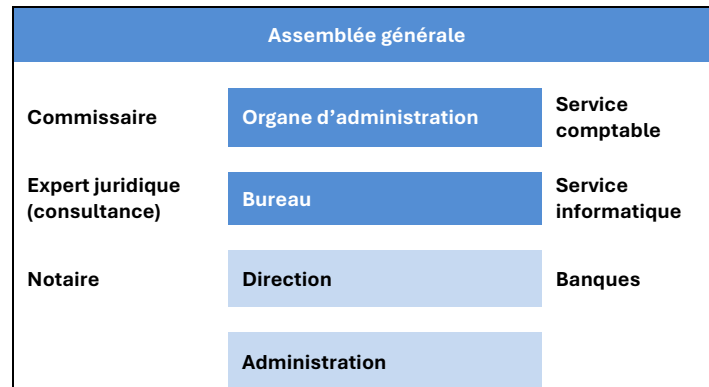 Assemblée générale
Commissaire
Organe d’administration
Service
comptable
Expert juridique
(consultance)
Bureau
Service
informatique
Notaire
Direction
Banques
Administration